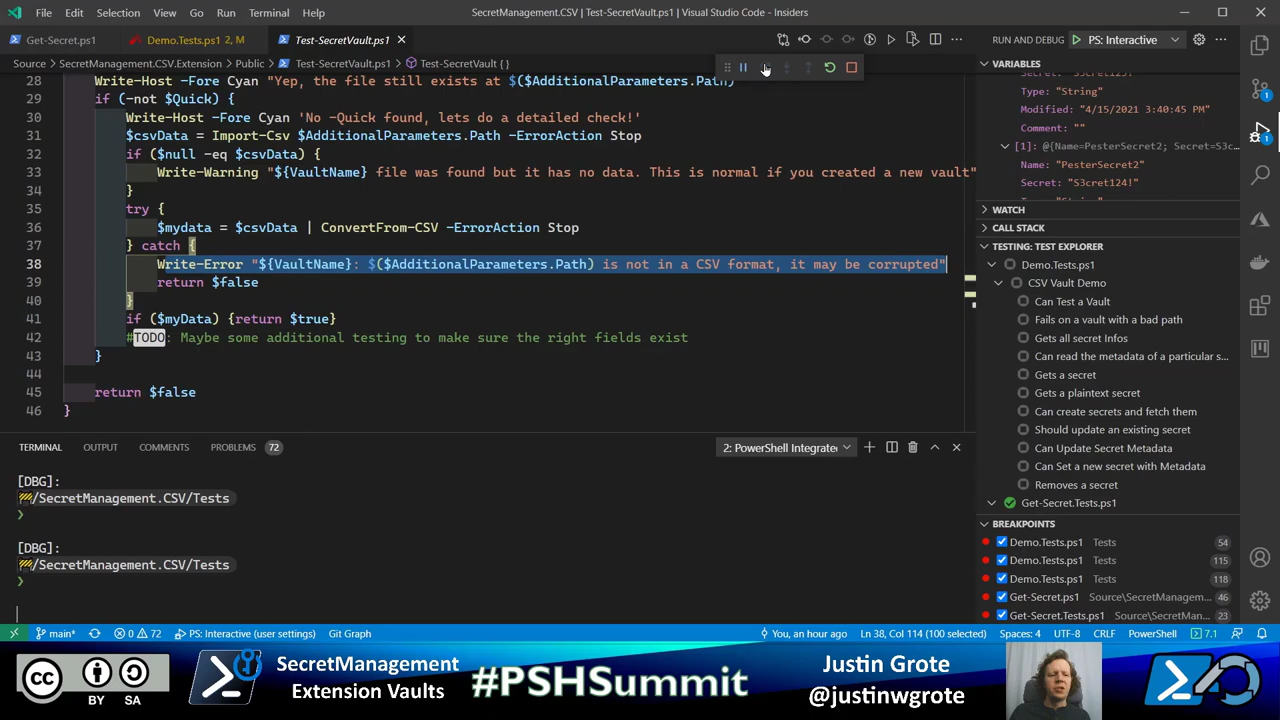 File Edit Selection View Go Run Terminal Help
SecretManagement.CSV | Test-SecretVault.ps1 | Visual Studio Code - Insiders
Get-Secret.ps1
Demo.Tests.ps1 2, M
Test-SecretVault.ps1
Source > SecretManagement.CSV.Extension > Public > Test-SecretVault.ps1 > Test-SecretVault { }
28 Write-Host -Fore Cyan "Yep, the file still exists at $($AdditionalParameters.Path)"
29 if (-not $Quick) {
30 Write-Host -Fore Cyan 'No -Quick found, lets do a detailed check!'
31 $csvData = Import-Csv $AdditionalParameters.Path -ErrorAction Stop
32 if ($null -eq $csvData) {
33 Write-Warning "${VaultName} file was found but it has no data. This is normal if you created a new vault"
34 }
35 try {
36 $mydata = $csvData | ConvertFrom-CSV -ErrorAction Stop
37 } catch {
38 Write-Error "${VaultName}: $($AdditionalParameters.Path) is not in a CSV format, it may be corrupted"
39 return $false
40 }
41 if ($myData) {return $true}
42 #TODO: Maybe some additional testing to make sure the right fields exist
43 }
44
45 return $false
46 }
RUN AND DEBUG PS: Interactive
VARIABLES
Secret: "S3cret123!"
Type: "String"
Modified: "4/15/2021 3:40:45 PM"
Comment: ""
[1]: @{Name=PesterSecret2; Secret=S3c...
Name: "PesterSecret2"
Secret: "S3cret124!"
Type: "String"
WATCH
CALL STACK
TESTING: TEST EXPLORER
Demo.Tests.ps1
CSV Vault Demo
Can Test a Vault
Fails on a vault with a bad path
Gets all secret Infos
Can read the metadata of a particular s...
Gets a secret
Gets a plaintext secret
Can create secrets and fetch them
Should update an existing secret
Can Update Secret Metadata
Can Set a new secret with Metadata
Removes a secret
Get-Secret.Tests.ps1
BREAKPOINTS
Demo.Tests.ps1 Tests 54
Demo.Tests.ps1 Tests 115
Demo.Tests.ps1 Tests 118
Get-Secret.ps1 Source\SecretManagem... 46
Get-Secret.Tests.ps1 Source\SecretMan... 23
1
1
TERMINAL OUTPUT COMMENTS PROBLEMS 72
2: PowerShell Integrate
[DBG]:
/SecretManagement.CSV/Tests
❯
[DBG]:
/SecretManagement.CSV/Tests
❯
main* 0 72 PS: Interactive (user settings) Git Graph
You, an hour ago Ln 38, Col 114 (100 selected) Spaces: 4 UTF-8 CRLF PowerShell 7.1
cc
BY SA
SecretManagement
Extension Vaults
#PSHSummit
Justin Grote
@justinwgrote